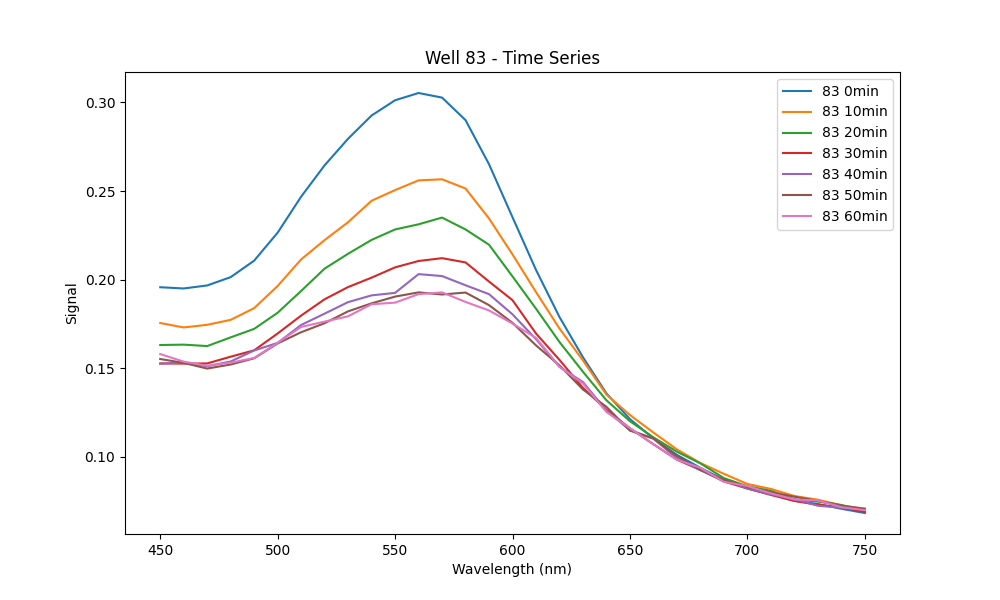 Well 83 - Time Series
Signal
0.30
0.25
0.20
0.15
0.10
83 0min
83 10min
83 20min
83 30min
83 40min
83 50min
83 60min
450 500 550 600 650 700 750
Wavelength (nm)